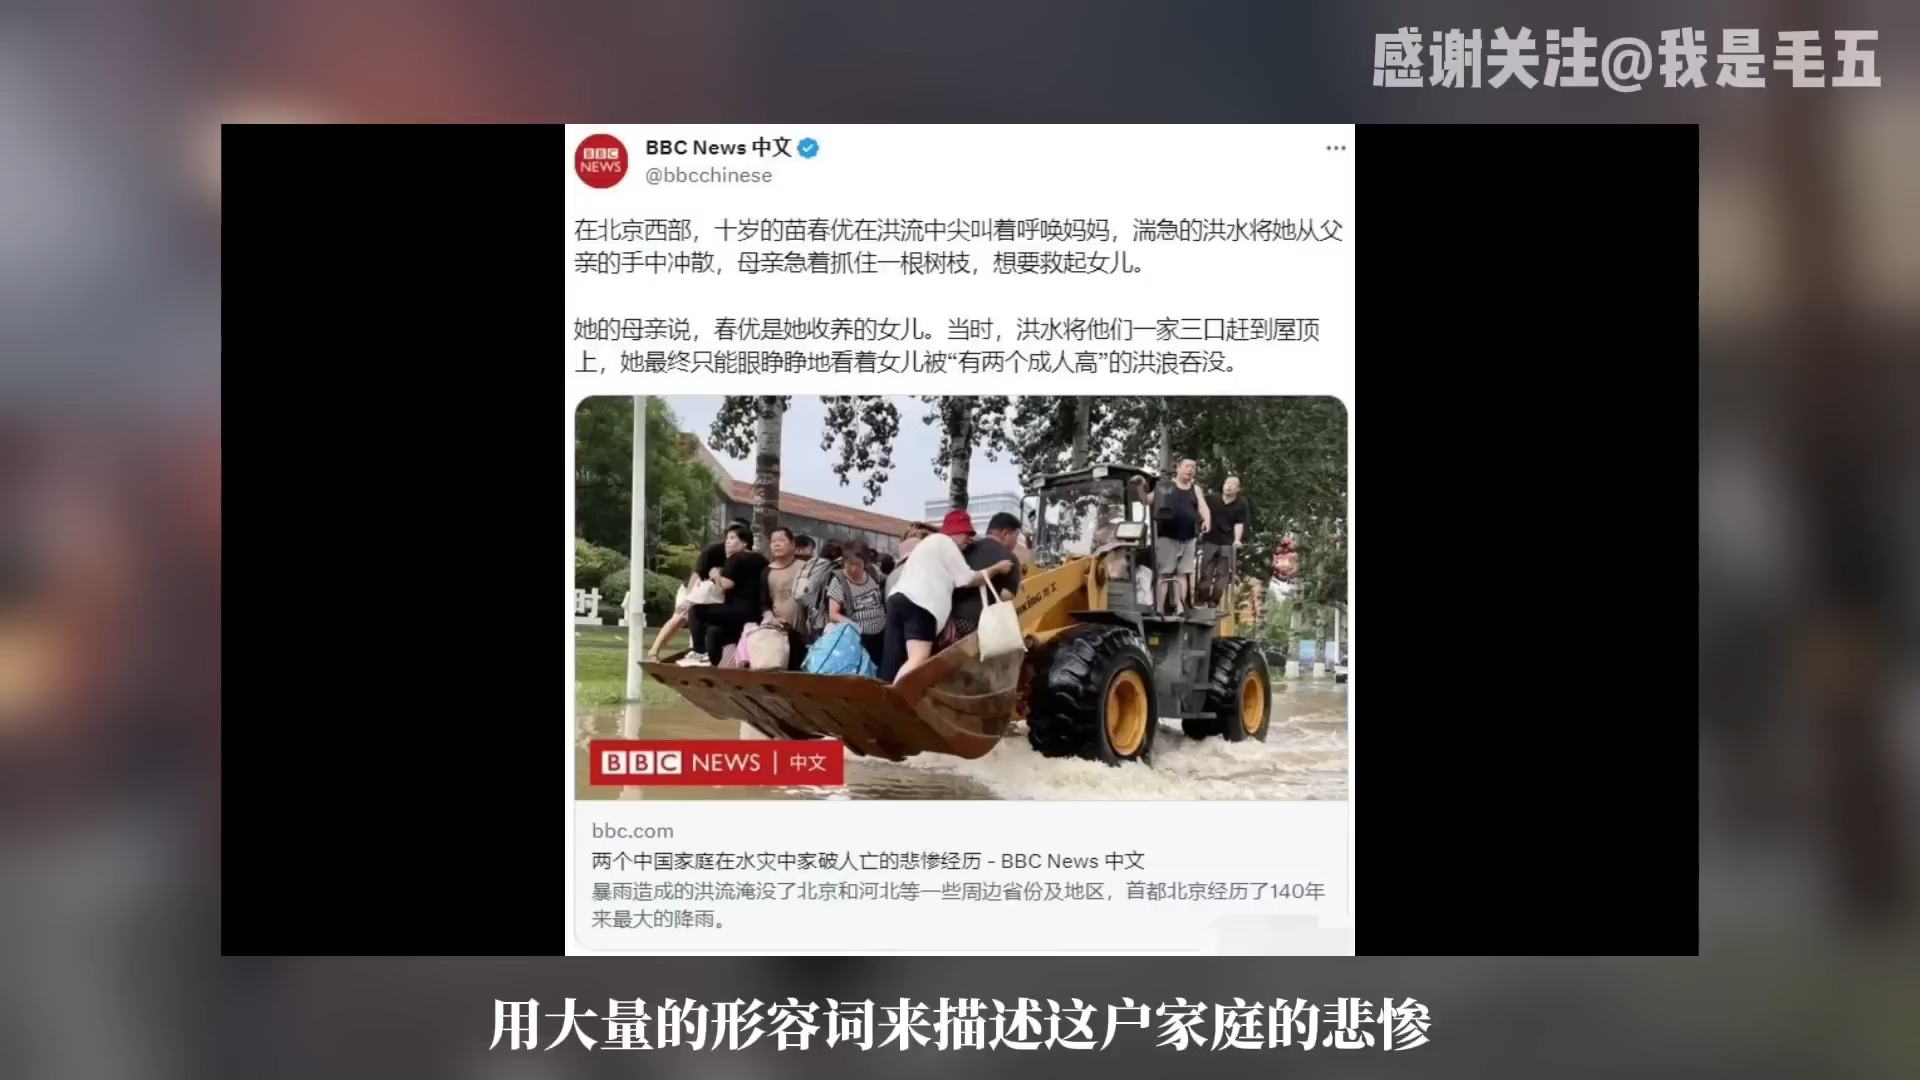 感谢关注@我是毛五
BBC NEWS
BBC News 中文
@bbcchinese
在北京西部，十岁的苗春优在洪流中尖叫着呼唤妈妈，湍急的洪水将她从父
亲的手中冲散，母亲急着抓住一根树枝，想要救起女儿。
她的母亲说，春优是她收养的女儿。当时，洪水将他们一家三口赶到屋顶
上，她最终只能眼睁睁地看着女儿被“有两个成人高”的洪浪吞没。
时
BBC NEWS | 中文
bbc.com
两个中国家庭在水灾中家破人亡的悲惨经历 - BBC News 中文
暴雨造成的洪流淹没了北京和河北等一些周边省份及地区，首都北京经历了140年
来最大的降雨。
用大量的形容词来描述这户家庭的悲惨